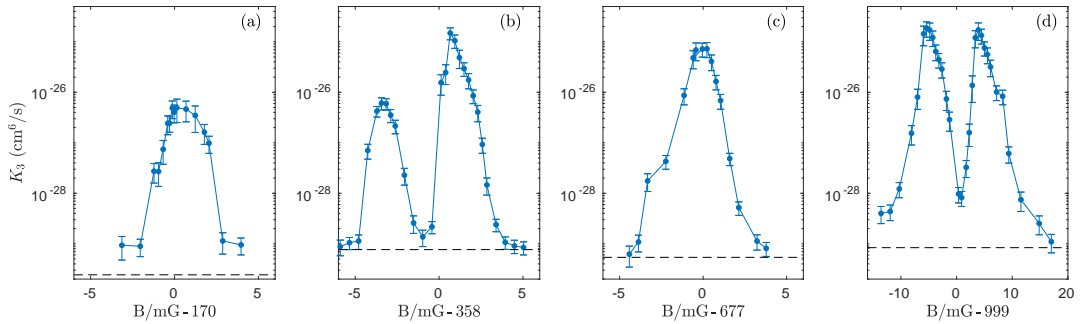 (a) (b) (c) (d)
K₃ (cm⁶/s)
10⁻²⁶ 10⁻²⁶ 10⁻²⁶ 10⁻²⁶
10⁻²⁸ 10⁻²⁸ 10⁻²⁸ 10⁻²⁸
-5 0 5 -5 0 5 -5 0 5 -10 0 10 20
B/mG - 170 B/mG - 358 B/mG - 677 B/mG - 999